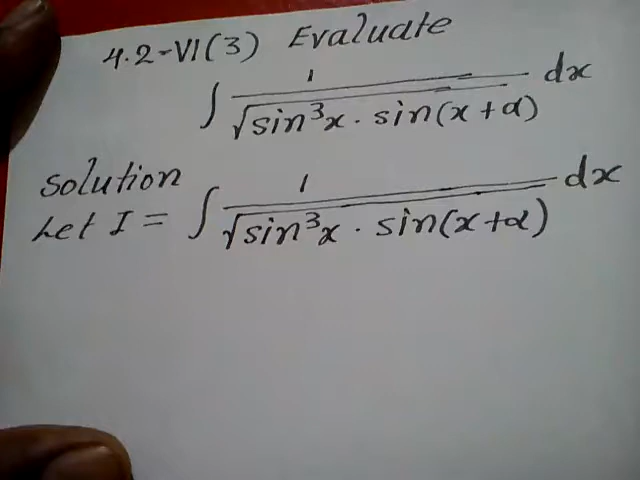 4.2-VI(3) Evaluate
∫ 1/√(sin³x · sin(x+α)) dx
Solution
Let I = ∫ 1/√(sin³x · sin(x+α)) dx